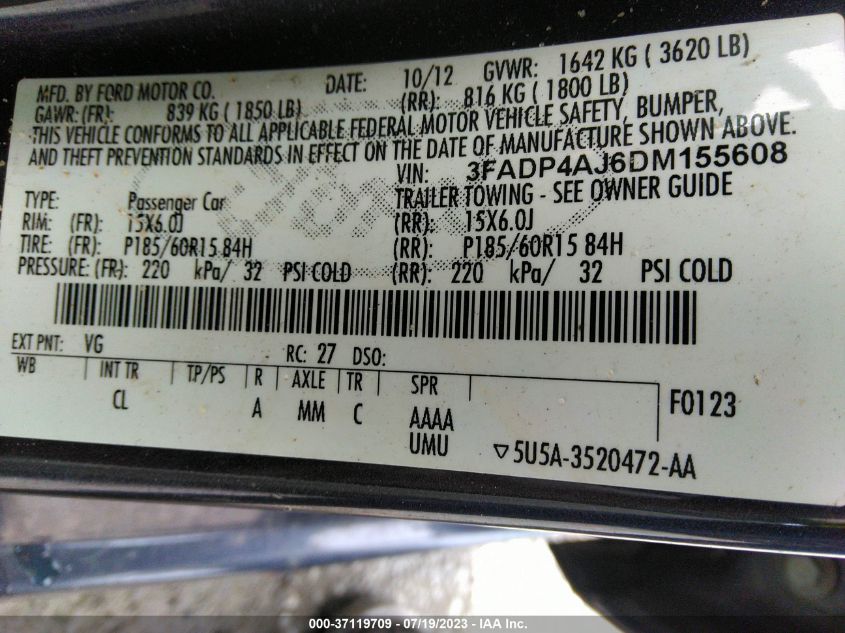 MFD. BY FORD MOTOR CO. DATE: 10/12 GVWR: 1642 KG ( 3620 LB)
GAWR: (FR): 839 KG ( 1850 LB) (RR): 816 KG ( 1800 LB)
THIS VEHICLE CONFORMS TO ALL APPLICABLE FEDERAL MOTOR VEHICLE SAFETY, BUMPER,
AND THEFT PREVENTION STANDARDS IN EFFECT ON THE DATE OF MANUFACTURE SHOWN ABOVE.
VIN: 3FADP4AJ6DM155608
TYPE: Passenger Car TRAILER TOWING - SEE OWNER GUIDE
RIM: (FR): 15X6.0J (RR): 15X6.0J
TIRE: (FR): P185/60R15 84H (RR): P185/60R15 84H
PRESSURE: (FR): 220 kPa/ 32 PSI COLD (RR): 220 kPa/ 32 PSI COLD
EXT PNT: VG RC: 27 DSO:
WB INT TR TP/PS R AXLE TR SPR
CL A MM C AAAA F0123
UMU ▽5U5A-3520472-AA
000-37119709 / 07/19/2023 - IAA Inc.